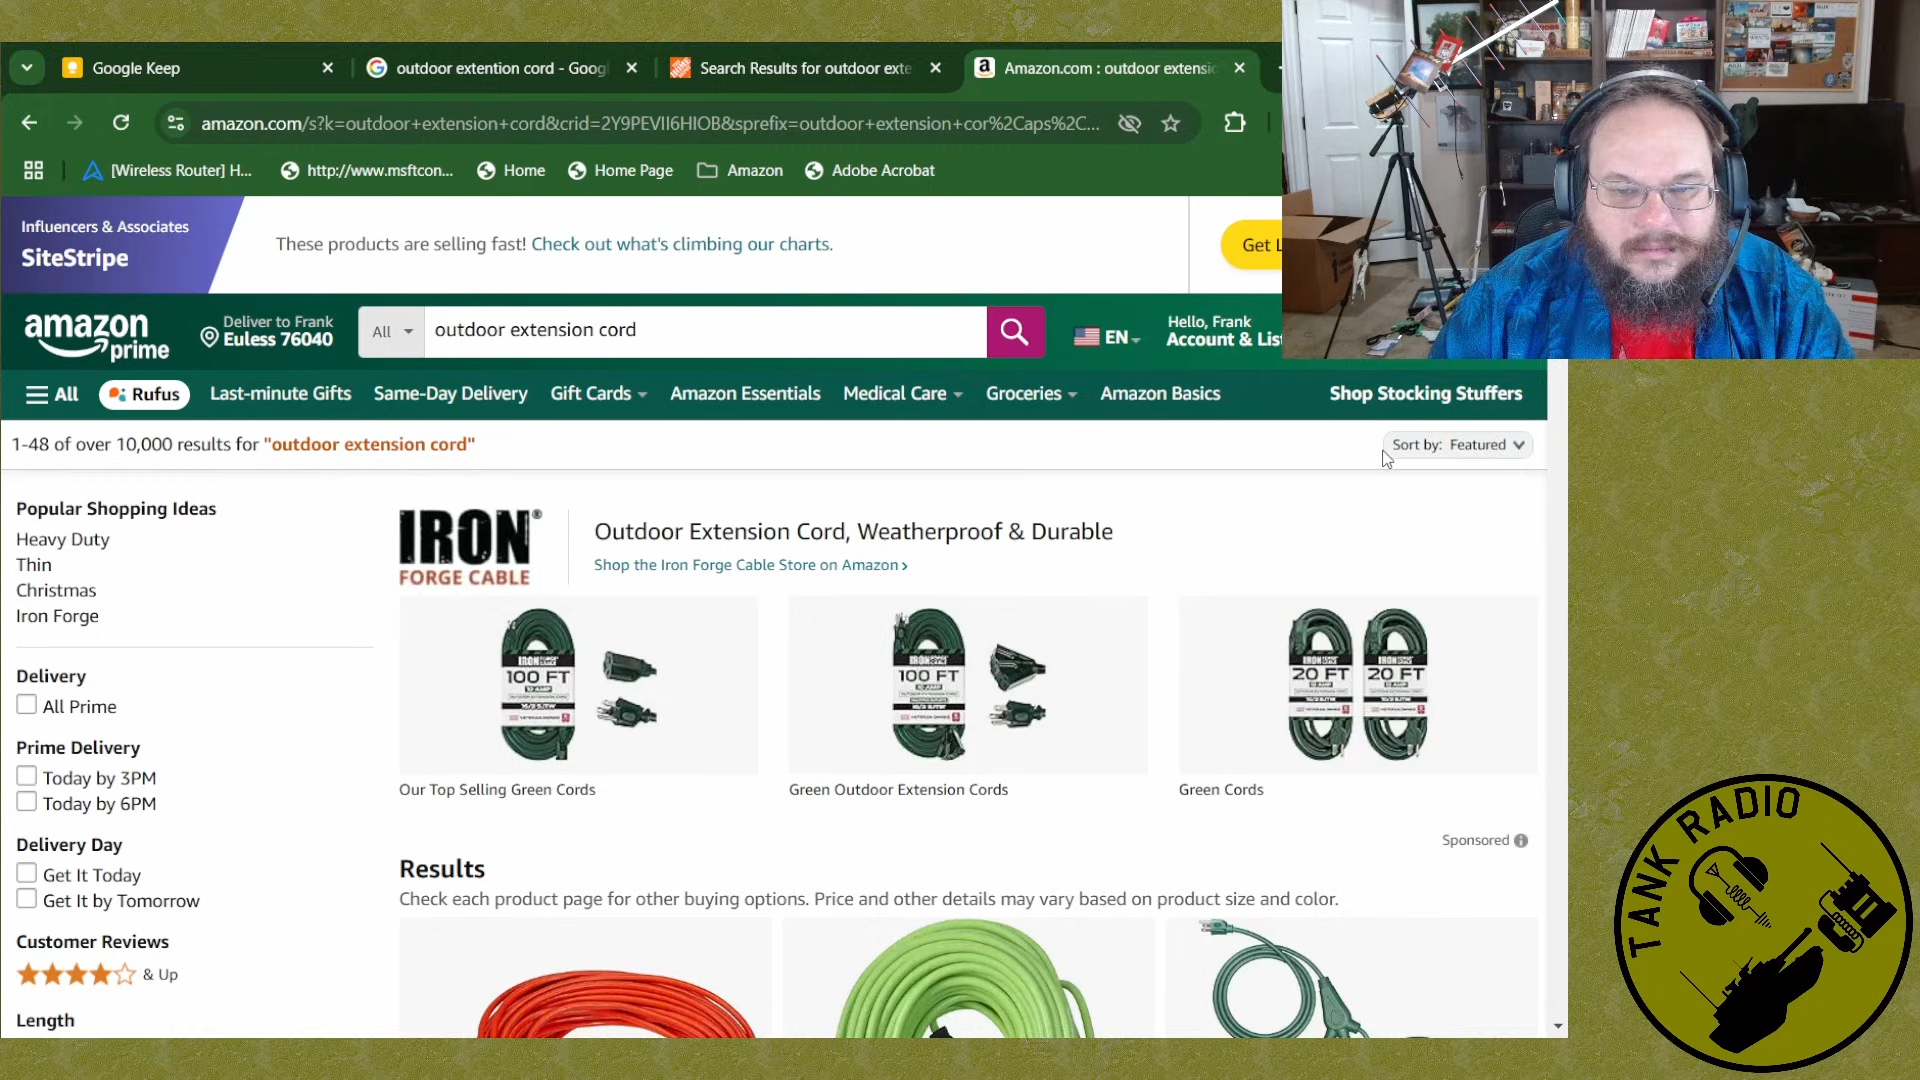 Google Keep
outdoor extention cord - Goog
Search Results for outdoor exte
Amazon.com : outdoor extensic
amazon.com/s?k=outdoor+extension+cord&crid=2Y9PEVII6HIOB&sprefix=outdoor+extension+cor%2Caps%2C...
[Wireless Router] H...
http://www.msftcon...
Home
Home Page
Amazon
Adobe Acrobat
Influencers & Associates
SiteStripe
These products are selling fast! Check out what's climbing our charts.
Get L
amazon
prime
Deliver to Frank
Euless 76040
All
outdoor extension cord
EN
Hello, Frank
Account & List
All
Rufus
Last-minute Gifts
Same-Day Delivery
Gift Cards
Amazon Essentials
Medical Care
Groceries
Amazon Basics
Shop Stocking Stuffers
1-48 of over 10,000 results for "outdoor extension cord"
Sort by: Featured
Popular Shopping Ideas
Heavy Duty
Thin
Christmas
Iron Forge
Delivery
All Prime
Prime Delivery
Today by 3PM
Today by 6PM
Delivery Day
Get It Today
Get It by Tomorrow
Customer Reviews
& Up
Length
IRON®
FORGE CABLE
Outdoor Extension Cord, Weatherproof & Durable
Shop the Iron Forge Cable Store on Amazon ›
IRON
100 FT
IRON
100 FT
IRON
20 FT
IRON
20 FT
Our Top Selling Green Cords
Green Outdoor Extension Cords
Green Cords
Sponsored
Results
Check each product page for other buying options. Price and other details may vary based on product size and color.
TANK RADIO